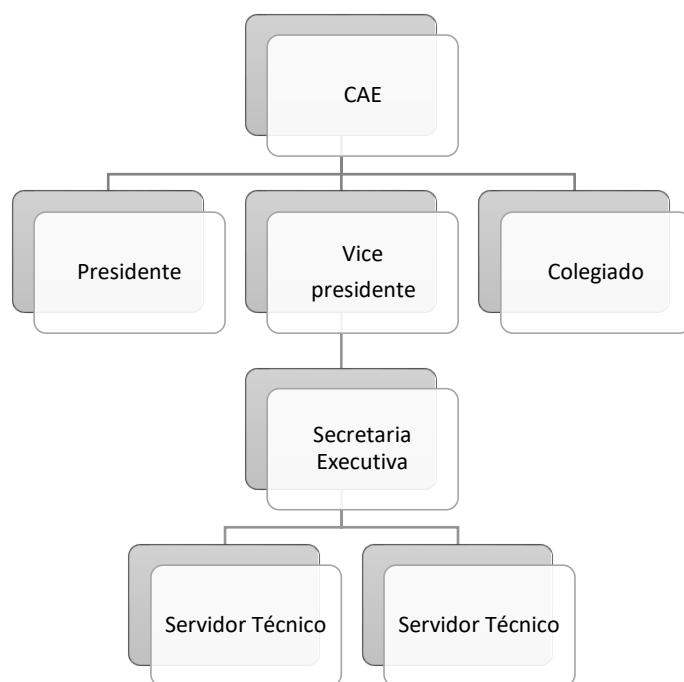 CAE
Presidente
Vice
presidente
Colegiado
Secretaria
Executiva
Servidor Técnico
Servidor Técnico